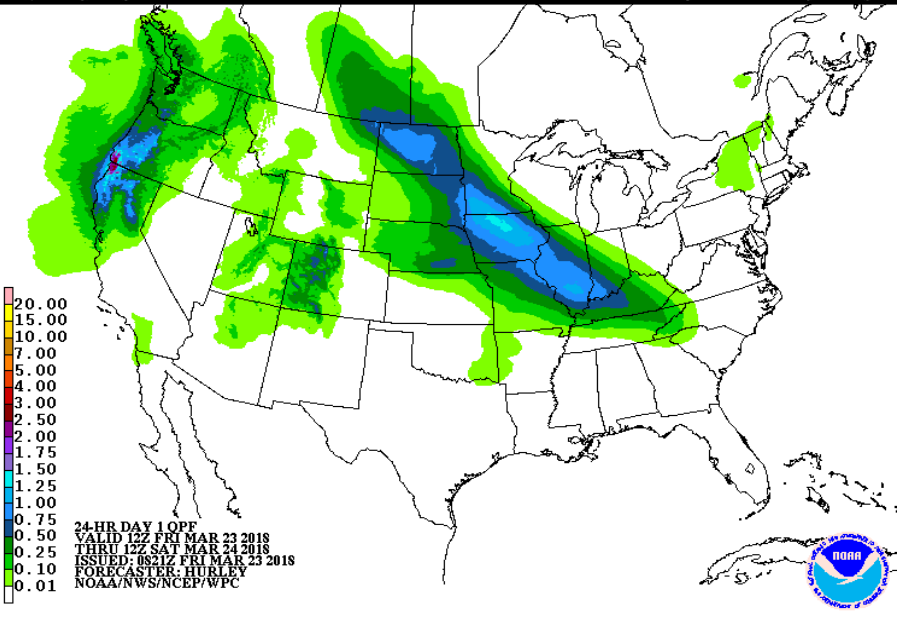 20.00
15.00
10.00
7.00
5.00
4.00
3.00
2.50
2.00
1.75
1.50
1.25
1.00
0.75
0.50
0.25
0.10
0.01
24-HR DAY 1 QPF
VALID 12Z FRI MAR 23 2018
THRU 12Z SAT MAR 24 2018
ISSUED: 0821Z FRI MAR 23 2018
FORECASTER: HURLEY
NOAA/NWS/NCEP/WPC
NOAA